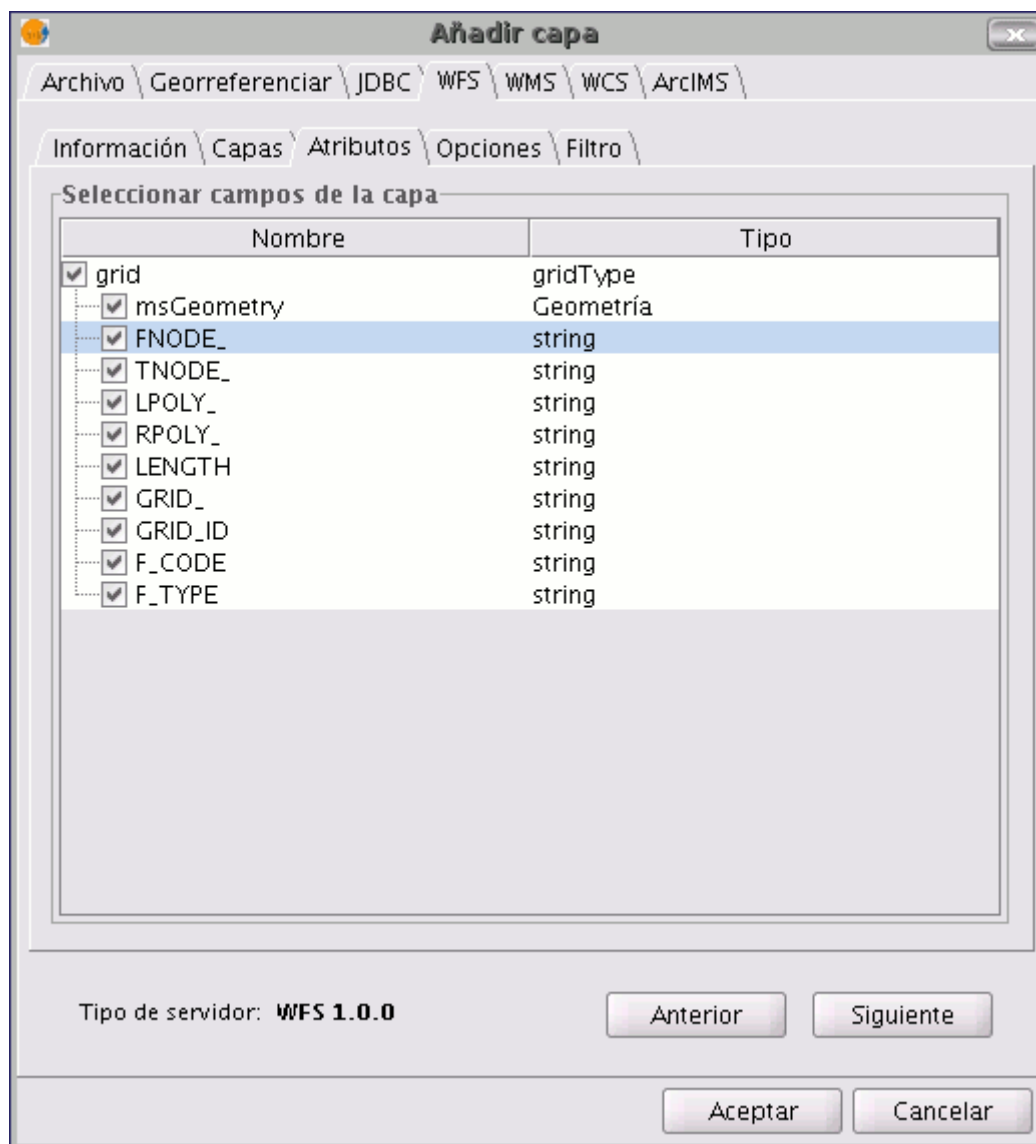 Añadir capa
Archivo Georreferenciar JDBC WFS WMS WCS ArcIMS
Información Capas Atributos Opciones Filtro
Seleccionar campos de la capa
Nombre Tipo
grid gridType
msGeometry Geometría
FNODE_ string
TNODE_ string
LPOLY_ string
RPOLY_ string
LENGTH string
GRID_ string
GRID_ID string
F_CODE string
F_TYPE string
Tipo de servidor: WFS 1.0.0 Anterior Siguiente
Aceptar Cancelar